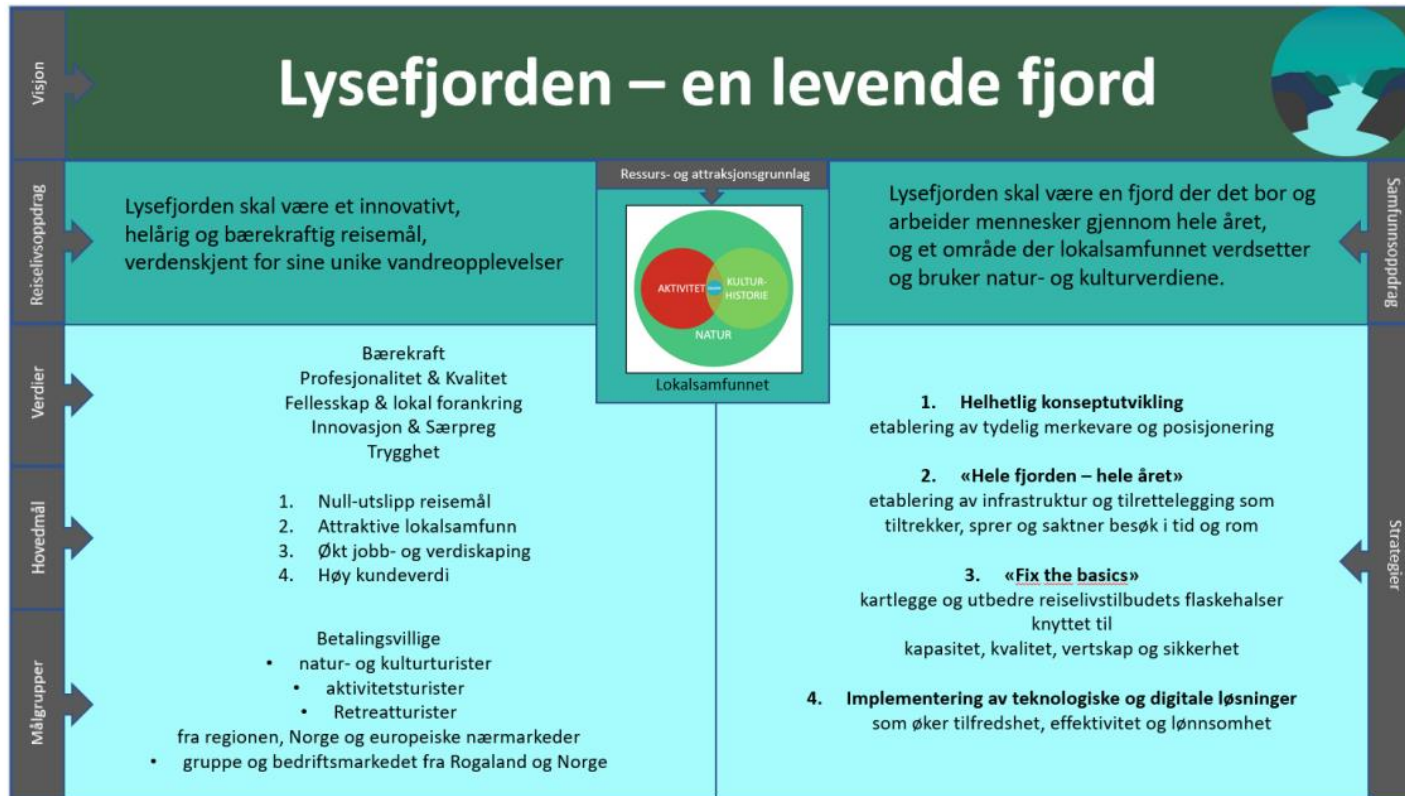 Visjon
Lysefjorden – en levende fjord
Reiselivsoppdrag
Lysefjorden skal være et innovativt,
helårig og bærekraftig reisemål,
verdenskjent for sine unike vandreopplevelser
Ressurs- og attraksjonsgrunnlag
AKTIVITET
KULTUR-
HISTORIE
NATUR
Lokalsamfunnet
Lysefjorden skal være en fjord der det bor og
arbeider mennesker gjennom hele året,
og et område der lokalsamfunnet verdsetter
og bruker natur- og kulturverdiene.
Samfunnsoppdrag
Verdier
Bærekraft
Profesjonalitet & Kvalitet
Fellesskap & lokal forankring
Innovasjon & Særpreg
Trygghet
Hovedmål
1. Null-utslipp reisemål
2. Attraktive lokalsamfunn
3. Økt jobb- og verdiskaping
4. Høy kundeverdi
Målgrupper
Betalingsvillige
• natur- og kulturturister
• aktivitetsturister
• Retreatturister
fra regionen, Norge og europeiske nærmarkeder
• gruppe og bedriftsmarkedet fra Rogaland og Norge
1. Helhetlig konseptutvikling
etablering av tydelig merkevare og posisjonering
2. «Hele fjorden – hele året»
etablering av infrastruktur og tilrettelegging som
tiltrekker, sprer og saktner besøk i tid og rom
3. «Fix the basics»
kartlegge og utbedre reiselivstilbudets flaskehalser
knyttet til
kapasitet, kvalitet, vertskap og sikkerhet
4. Implementering av teknologiske og digitale løsninger
som øker tilfredshet, effektivitet og lønnsomhet
Strategier